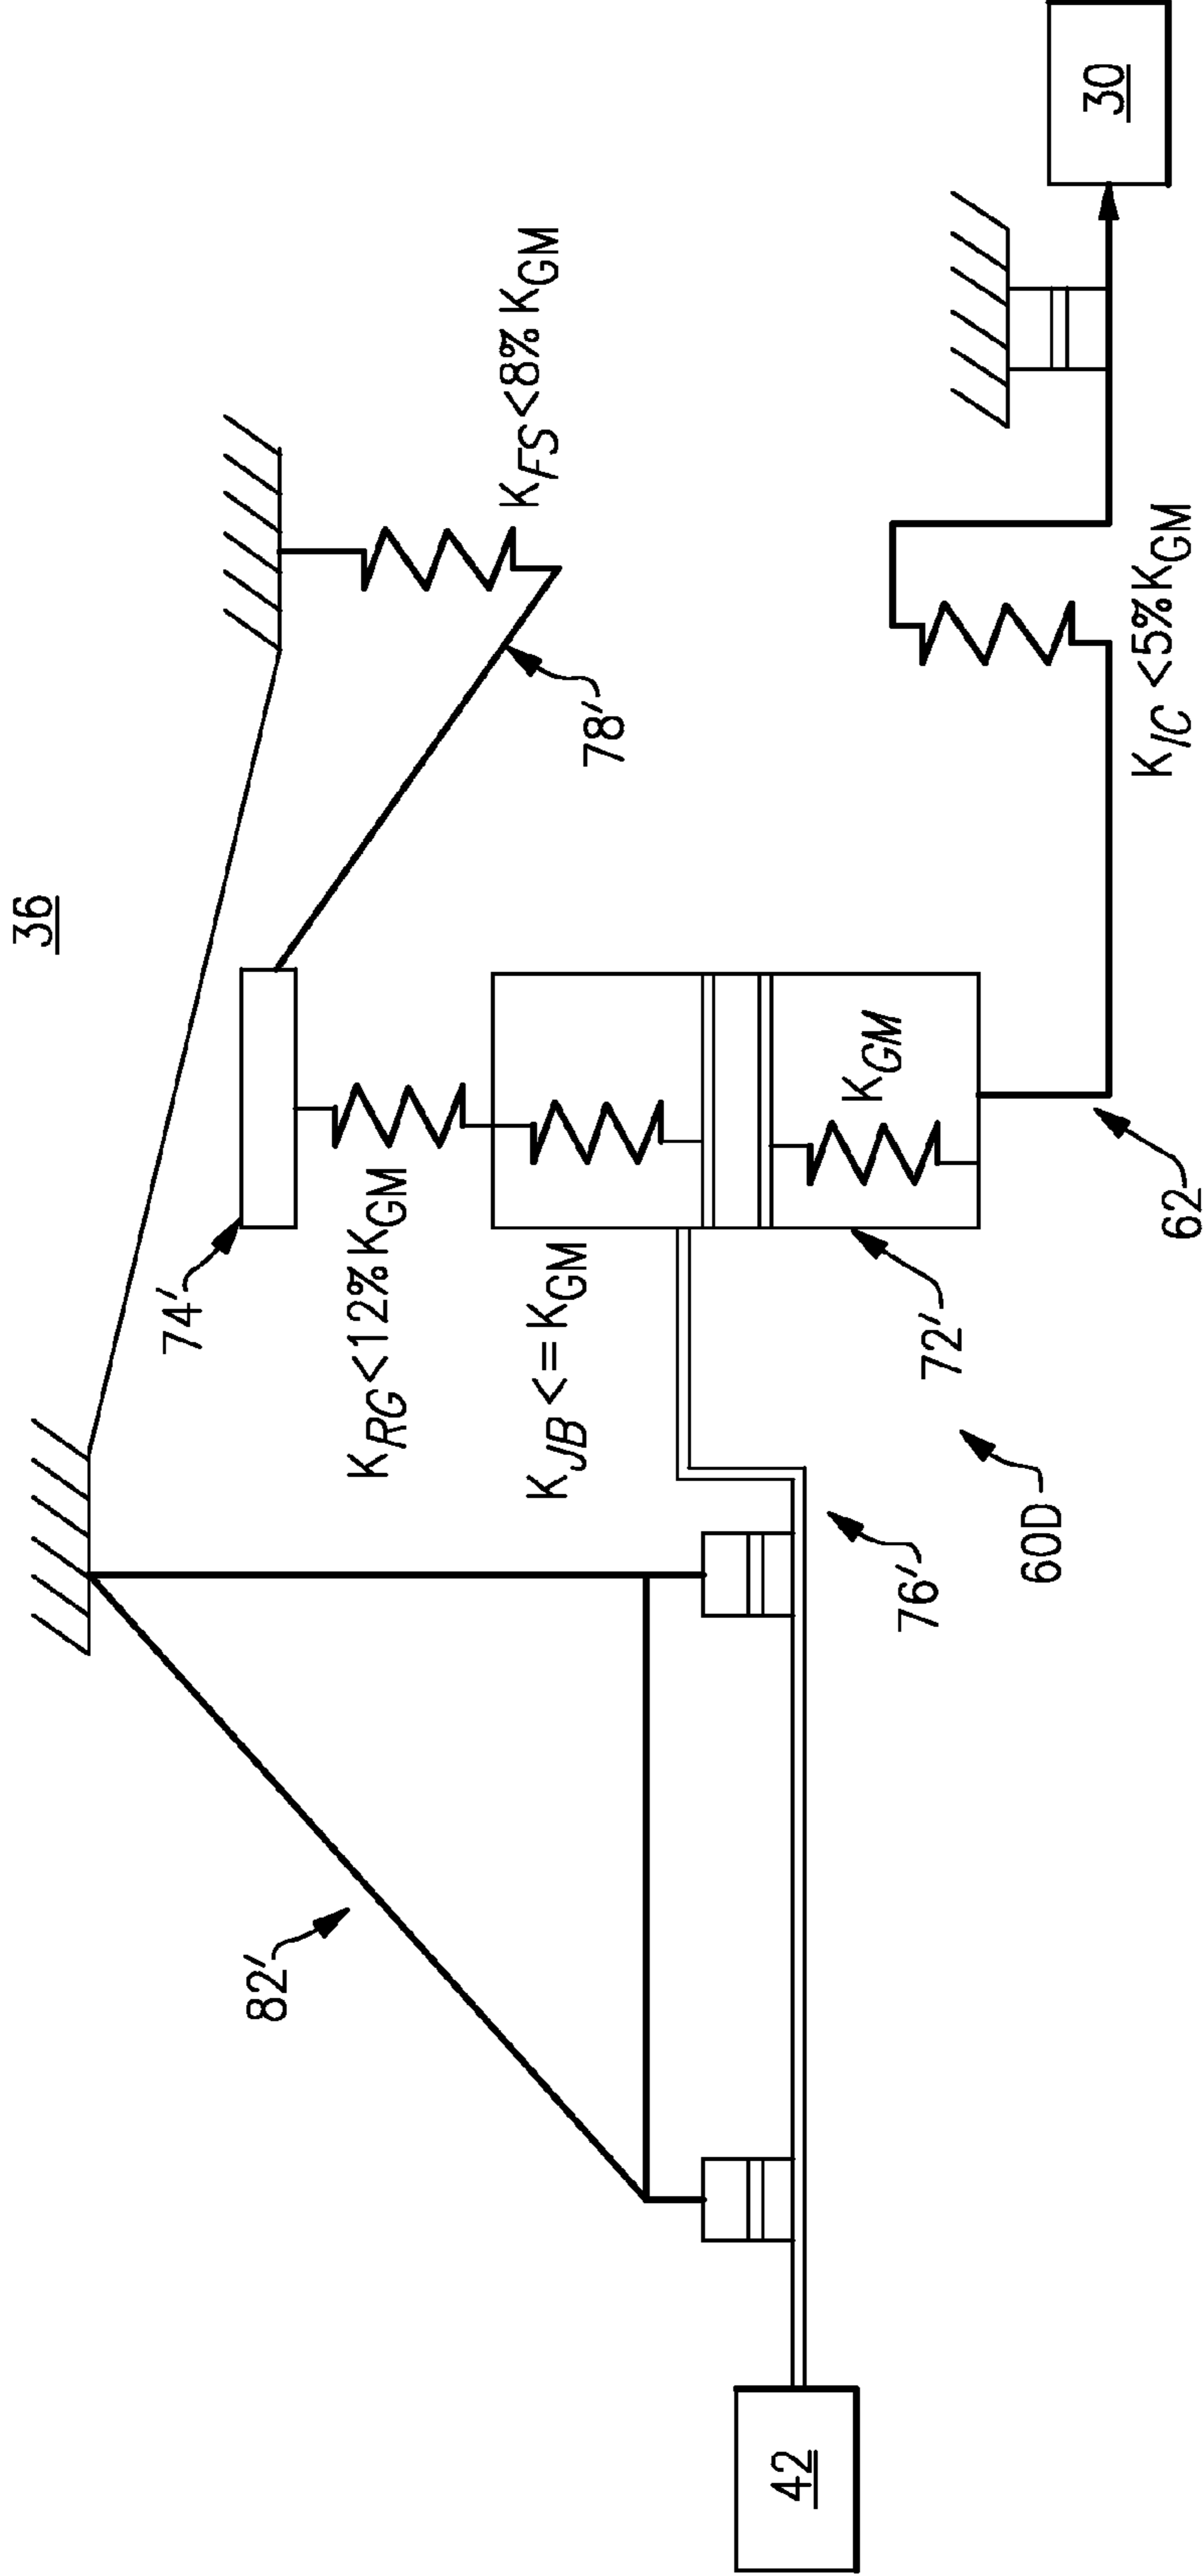 36
74'
82'
K_RG<12%K_GM
K_JB<=K_GM
K_FS<8%K_GM
78'
K_GM
72'
76'
60D
62
K_IC<5%K_GM
42
30